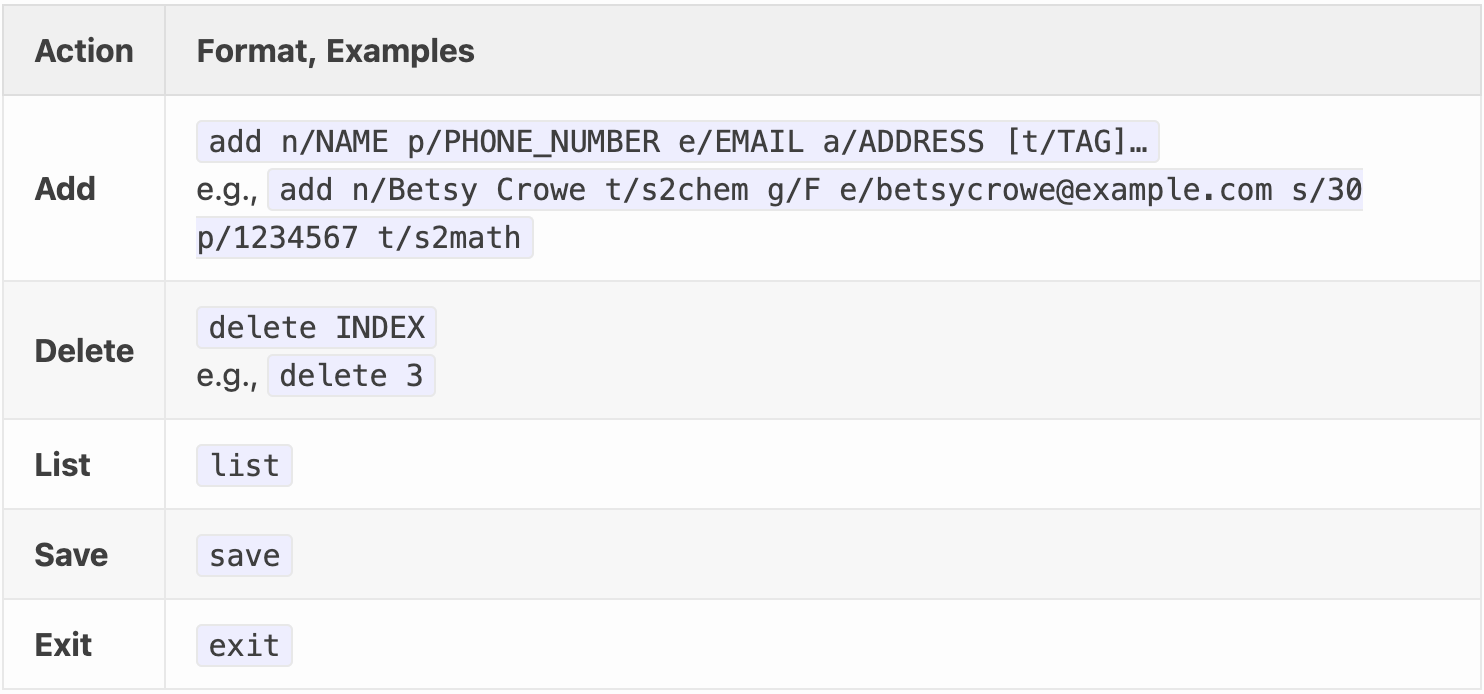 Action Format, Examples
Add
add n/NAME p/PHONE_NUMBER e/EMAIL a/ADDRESS [t/TAG]…
e.g., add n/Betsy Crowe t/s2chem g/F e/betsycrowe@example.com s/30
p/1234567 t/s2math
Delete
delete INDEX
e.g., delete 3
List list
Save save
Exit exit